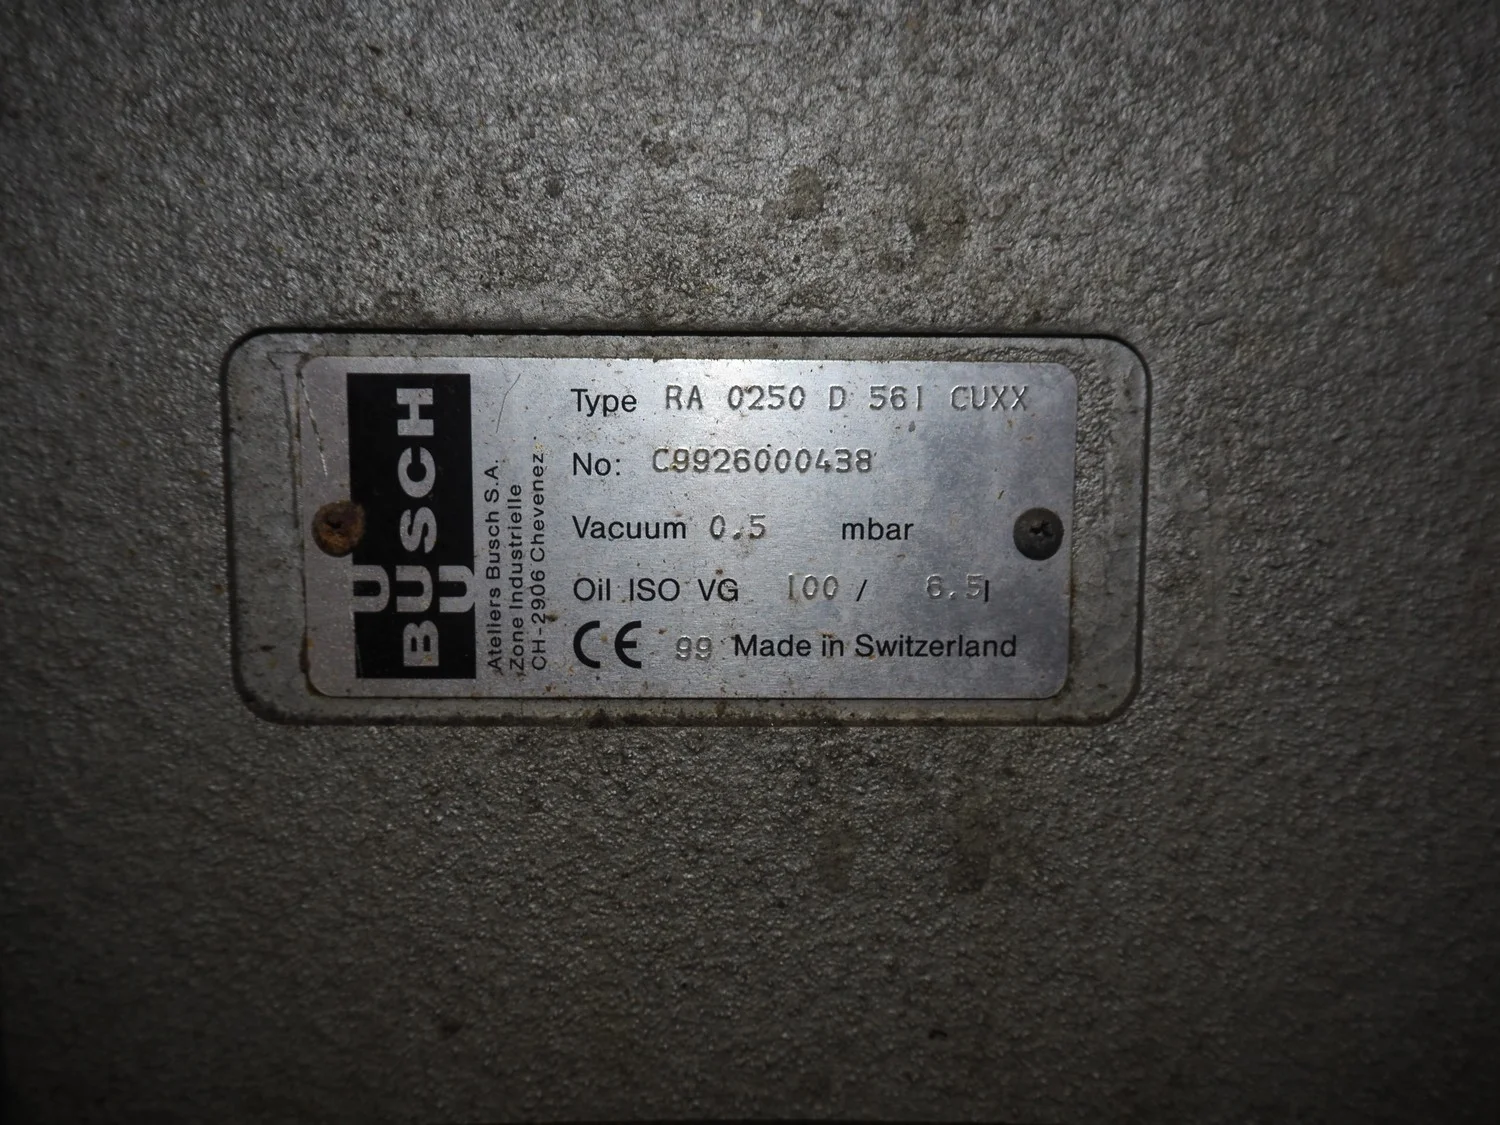 BUSCH
Ateliers Busch S.A.
Zone Industrielle
CH-2906 Chevenez
Type RA 0250 D 561 CUXX
No: C9926000438
Vacuum 0.5 mbar
Oil ISO VG 100 / 6.5 l
CE 99 Made in Switzerland